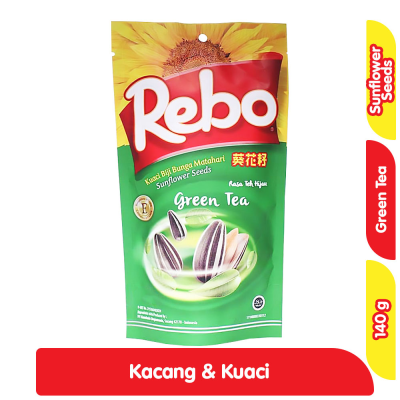 Rebo
Kuaci Biji Bunga Matahari
Sunflower Seeds
葵花籽
Rasa Teh Hijau
Green Tea
Sunflower
Seeds
Green Tea
140 g
Kacang & Kuaci